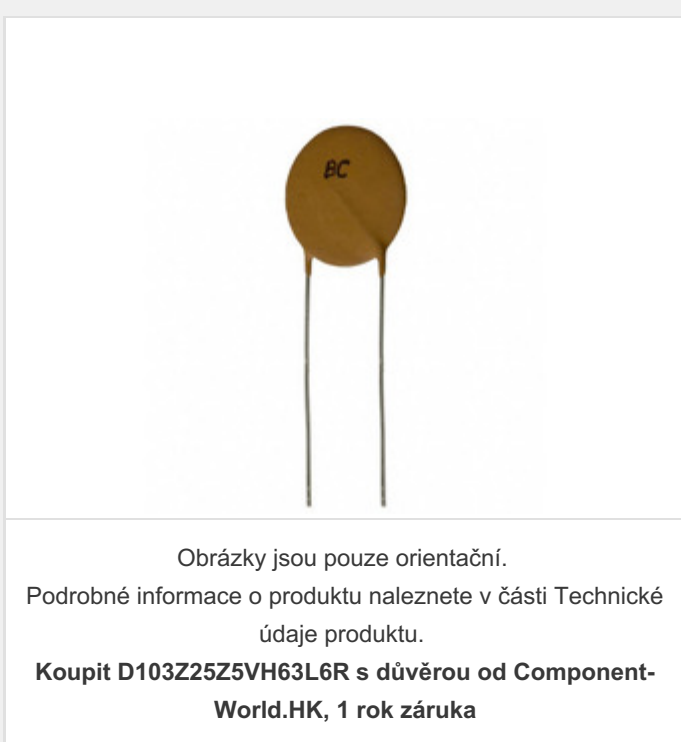 BC
Obrázky jsou pouze orientační.
Podrobné informace o produktu naleznete v části Technické
údaje produktu.
Koupit D103Z25Z5VH63L6R s důvěrou od Component-
World.HK, 1 rok záruka